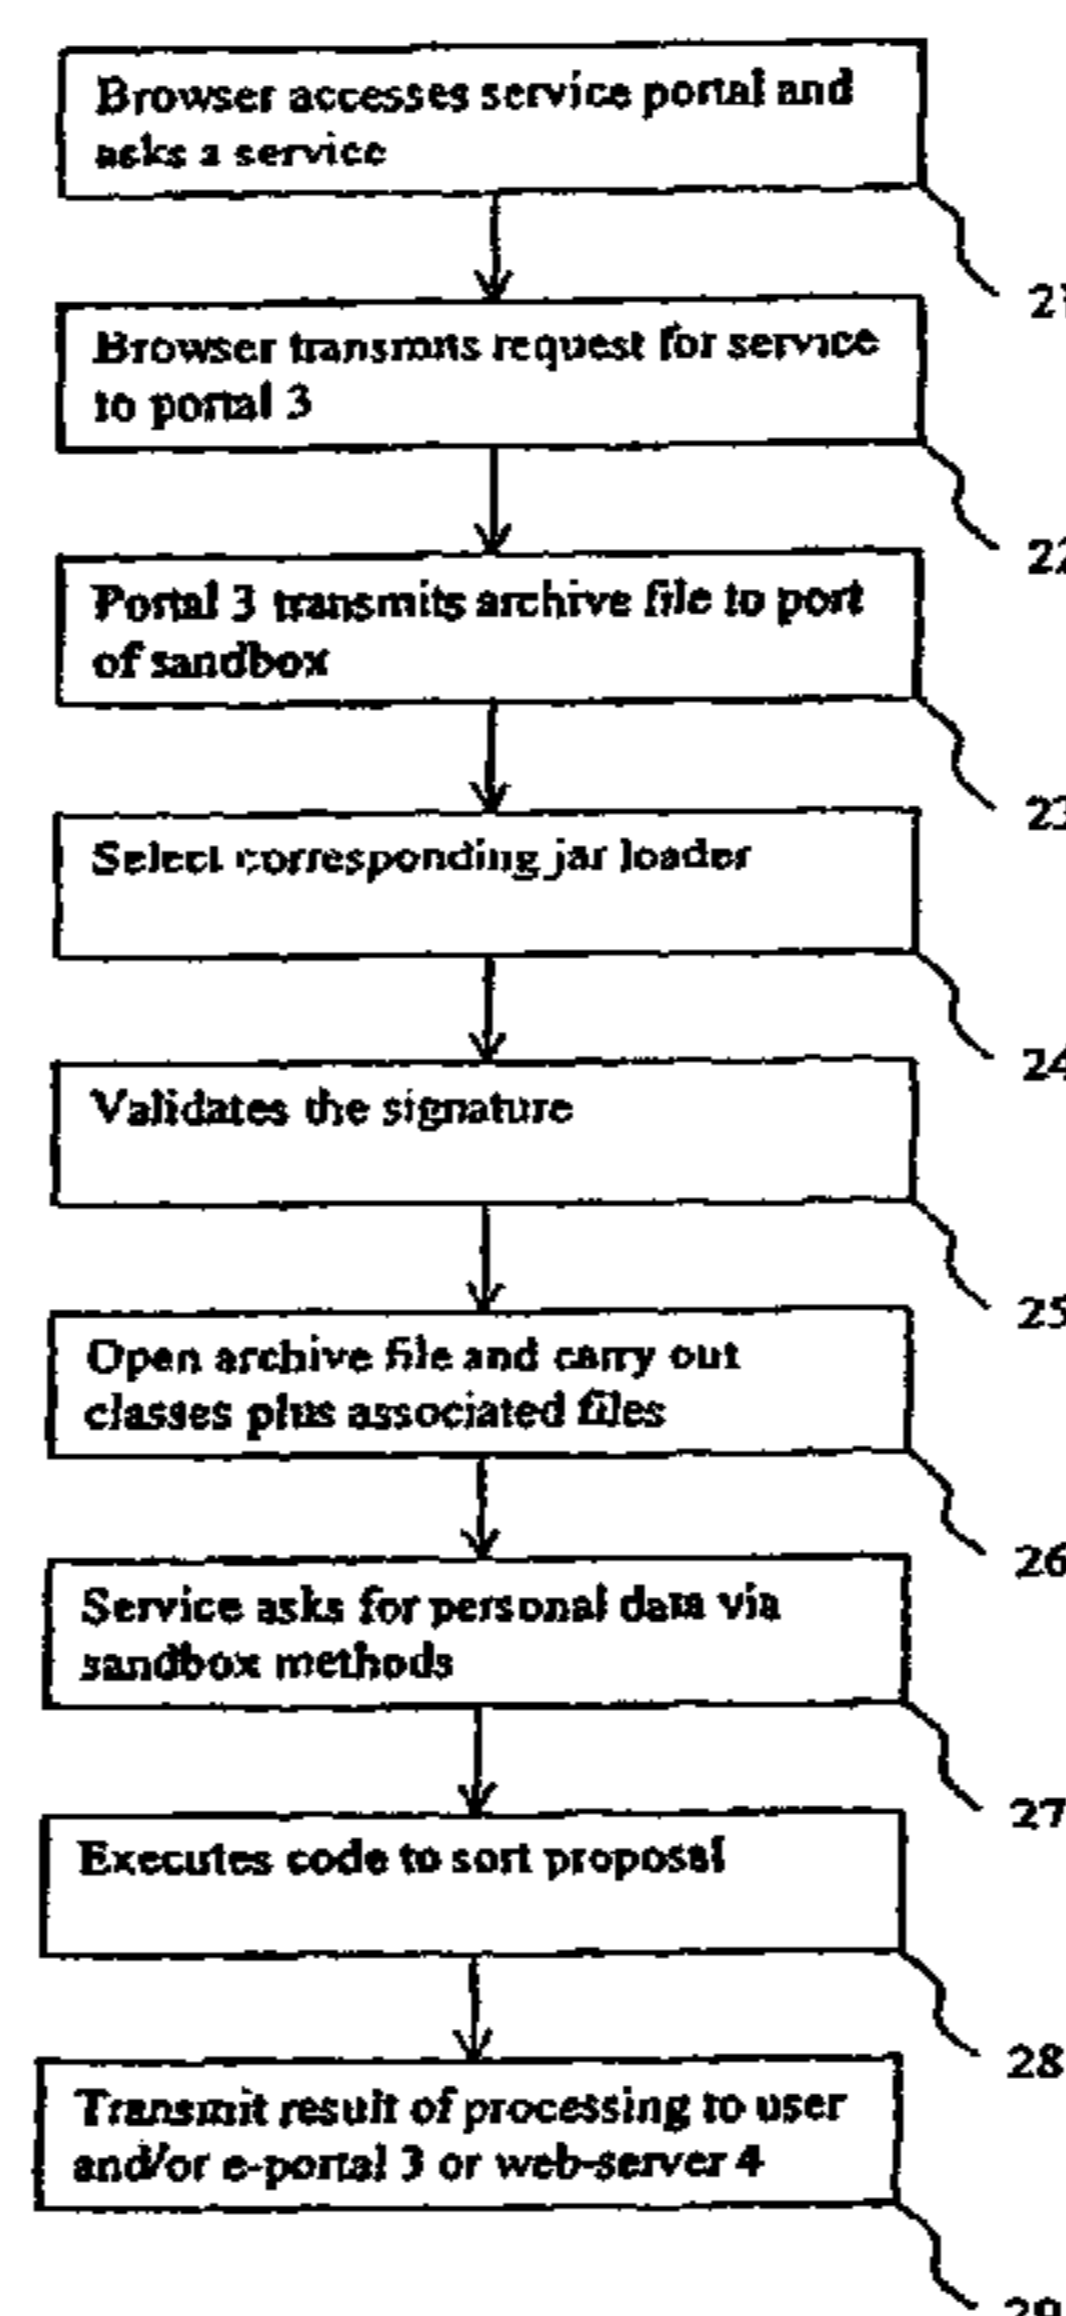 Browser accesses service portal and
asks a service
21
Browser transmits request for service
to portal 3
22
Portal 3 transmits archive file to port
of sandbox
23
Select corresponding jar loader
24
Validates the signature
25
Open archive file and carry out
classes plus associated files
26
Service asks for personal data via
sandbox methods
27
Executes code to sort proposal
28
Transmit result of processing to user
and/or e-portal 3 or web-server 4
29